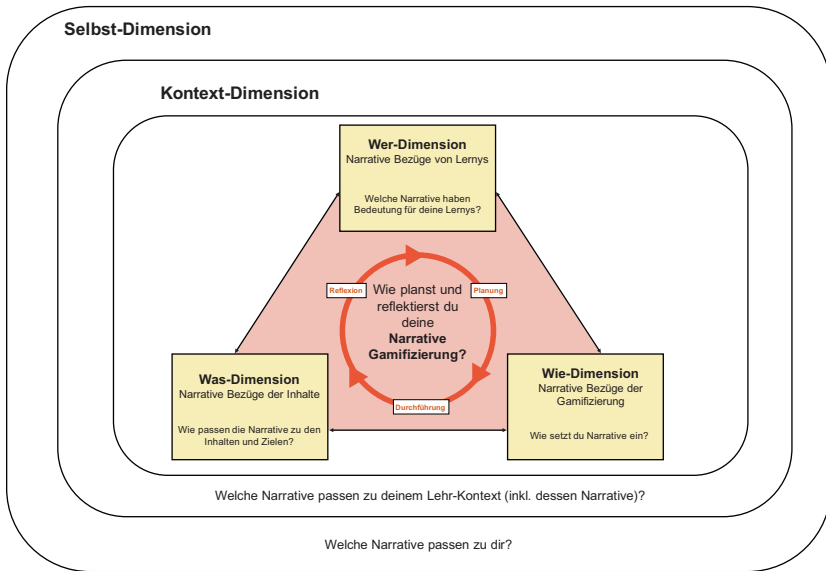 Selbst-Dimension
Kontext-Dimension
Wer-Dimension
Narrative Bezüge von Lernys
Welche Narrative haben
Bedeutung für deine Lernys?
Reflexion
Planung
Wie planst und
reflektierst du
deine
Narrative
Gamifizierung?
Durchführung
Was-Dimension
Narrative Bezüge der Inhalte
Wie passen die Narrative zu den
Inhalten und Zielen?
Wie-Dimension
Narrative Bezüge der
Gamifizierung
Wie setzt du Narrative ein?
Welche Narrative passen zu deinem Lehr-Kontext (inkl. dessen Narrative)?
Welche Narrative passen zu dir?